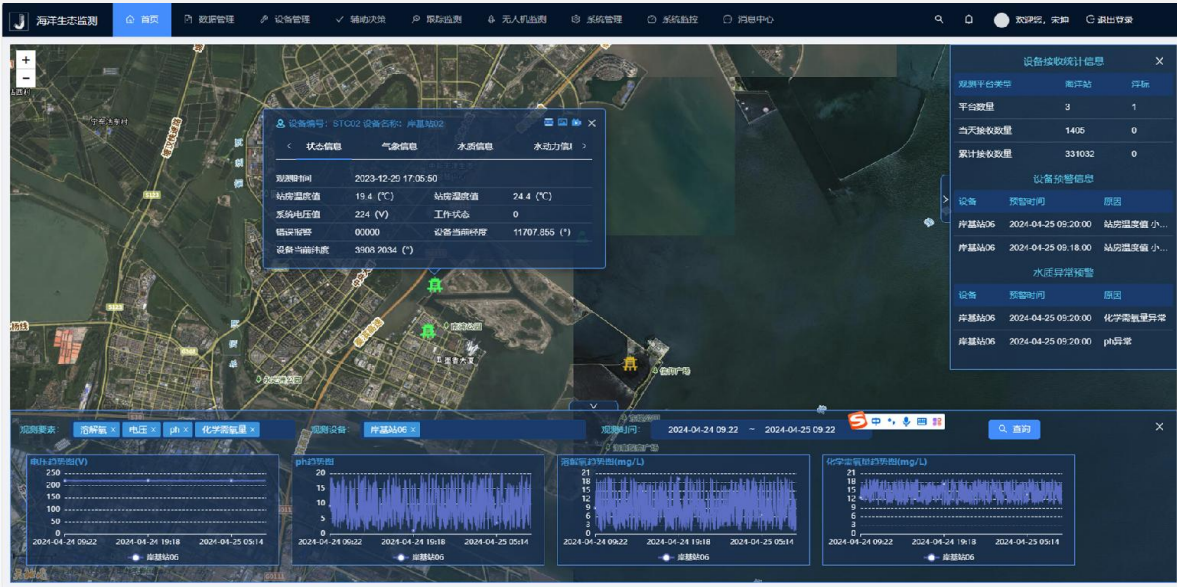 海洋生态监测 首页 数据管理 设备管理 辅助决策 跟踪监测 无人机监测 系统管理 系统监控 消息中心 欢迎您，宋坤 退出登录
+
-
设备接收统计信息 ×
观测平台类型 海洋站 浮标
平台数量 3 1
当天接收数量 1405 0
累计接收数量 331032 0
设备预警信息
设备 预警时间 原因
岸基站06 2024-04-25 09:20:00 站房温度值 小...
岸基站06 2024-04-25 09:18:00 站房温度值 小...
水质异常预警
设备 预警时间 原因
岸基站06 2024-04-25 09:20:00 化学需氧量异常
岸基站06 2024-04-25 09:20:00 ph异常
设备编号：STC02 设备名称：岸基站02 ×
< 状态信息 气象信息 水质信息 水动力信息 >
观测时间 2023-12-29 17:05:50
站房温度值 19.4 (℃) 站房湿度值 24.4 (℃)
系统电压值 224 (V) 工作状态 0
错误报警 00000 设备当前经度 11707.855 (°)
设备当前纬度 3908.2034 (°)
S123
S123
南湾公园
观测要素： 溶解氧 × 电压 × ph × 化学需氧量 × 观测设备： 岸基站06 × 观测时间： 2024-04-24 09:22 ~ 2024-04-25 09:22 中 查询 ×
电压趋势图(V)
250
200
150
100
50
0
2024-04-24 09:22 2024-04-24 19:18 2024-04-25 05:14
岸基站06
ph趋势图
20
15
10
5
0
2024-04-24 09:22 2024-04-24 19:18 2024-04-25 05:14
岸基站06
溶解氧趋势图(mg/L)
21
18
15
12
9
6
3
0
2024-04-24 09:22 2024-04-24 19:18 2024-04-25 05:14
岸基站06
化学需氧量趋势图(mg/L)
21
18
15
12
9
6
3
0
2024-04-24 09:22 2024-04-24 19:18 2024-04-25 05:14
岸基站06